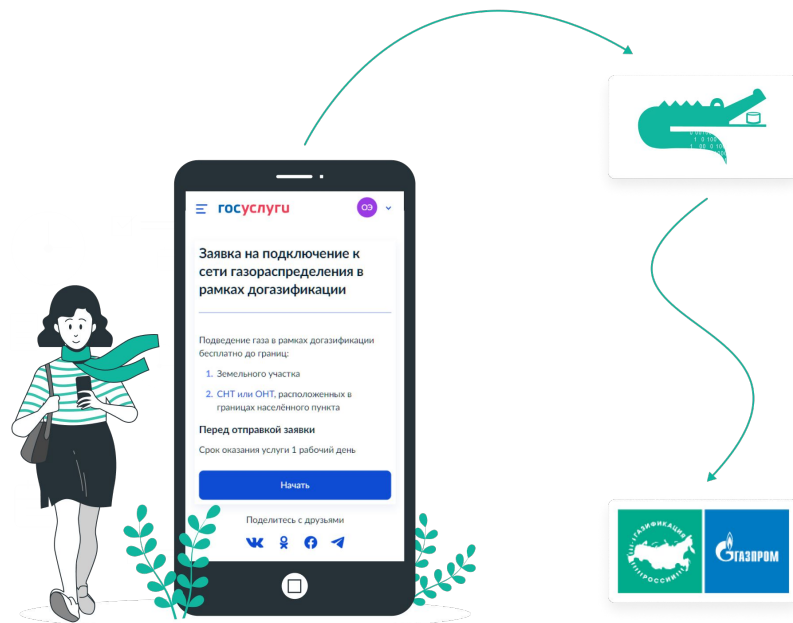 госуслуги
ОЭ
Заявка на подключение к
сети газораспределения в
рамках догазификации
Подведение газа в рамках догазификации
бесплатно до границ:
1. Земельного участка
2. СНТ или ОНТ, расположенных в
границах населённого пункта
Перед отправкой заявки
Срок оказания услуги 1 рабочий день
Начать
Поделитесь с друзьями
ГАЗИФИКАЦИЯ
РОССИИ
ГАЗПРОМ